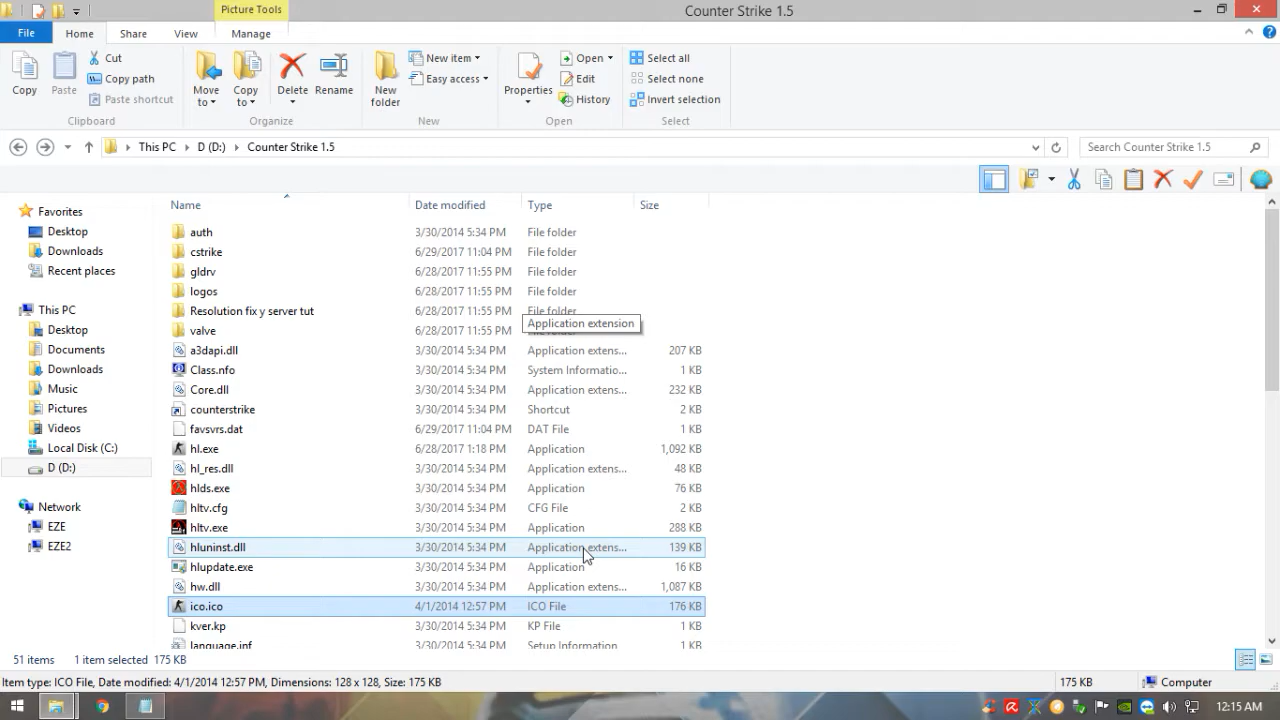 Picture Tools
Counter Strike 1.5
File Home Share View Manage
Copy
Paste
Cut
Copy path
Paste shortcut
Clipboard
Move to
Copy to
Delete
Rename
Organize
New folder
New item
Easy access
New
Properties
Open
Edit
History
Open
Select all
Select none
Invert selection
Select
This PC D (D:) Counter Strike 1.5
Search Counter Strike 1.5
Favorites
Desktop
Downloads
Recent places
This PC
Desktop
Documents
Downloads
Music
Pictures
Videos
Local Disk (C:)
D (D:)
Network
EZE
EZE2
Name Date modified Type Size
auth 3/30/2014 5:34 PM File folder
cstrike 6/29/2017 11:04 PM File folder
gldrv 6/28/2017 11:55 PM File folder
logos 6/28/2017 11:55 PM File folder
Resolution fix y server tut 6/28/2017 11:55 PM File folder
Application extension
valve 6/28/2017 11:55 PM
a3dapi.dll 3/30/2014 5:34 PM Application extens... 207 KB
Class.nfo 3/30/2014 5:34 PM System Informatio... 1 KB
Core.dll 3/30/2014 5:34 PM Application extens... 232 KB
counterstrike 3/30/2014 5:34 PM Shortcut 2 KB
favsvrs.dat 6/29/2017 11:04 PM DAT File 1 KB
hl.exe 6/28/2017 1:18 PM Application 1,092 KB
hl_res.dll 3/30/2014 5:34 PM Application extens... 48 KB
hlds.exe 3/30/2014 5:34 PM Application 76 KB
hltv.cfg 3/30/2014 5:34 PM CFG File 2 KB
hltv.exe 3/30/2014 5:34 PM Application 288 KB
hluninst.dll 3/30/2014 5:34 PM Application extens... 139 KB
hlupdate.exe 3/30/2014 5:34 PM Application 16 KB
hw.dll 3/30/2014 5:34 PM Application extens... 1,087 KB
ico.ico 4/1/2014 12:57 PM ICO File 176 KB
kver.kp 3/30/2014 5:34 PM KP File 1 KB
language.inf 3/30/2014 5:34 PM Setup Information 1 KB
51 items 1 item selected 175 KB
Item type: ICO File, Date modified: 4/1/2014 12:57 PM, Dimensions: 128 x 128, Size: 175 KB
175 KB
Computer
12:15 AM